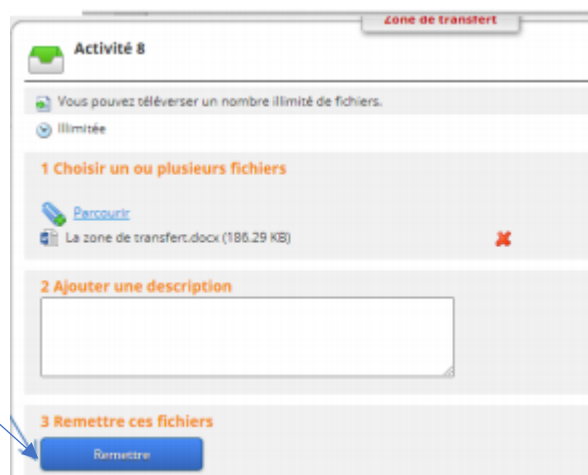 Zone de transfert
Activité 8
Vous pouvez téléverser un nombre illimité de fichiers.
Illimitée
1 Choisir un ou plusieurs fichiers
Parcourir
La zone de transfert.docx (186.29 KB)
2 Ajouter une description
3 Remettre ces fichiers
Remettre